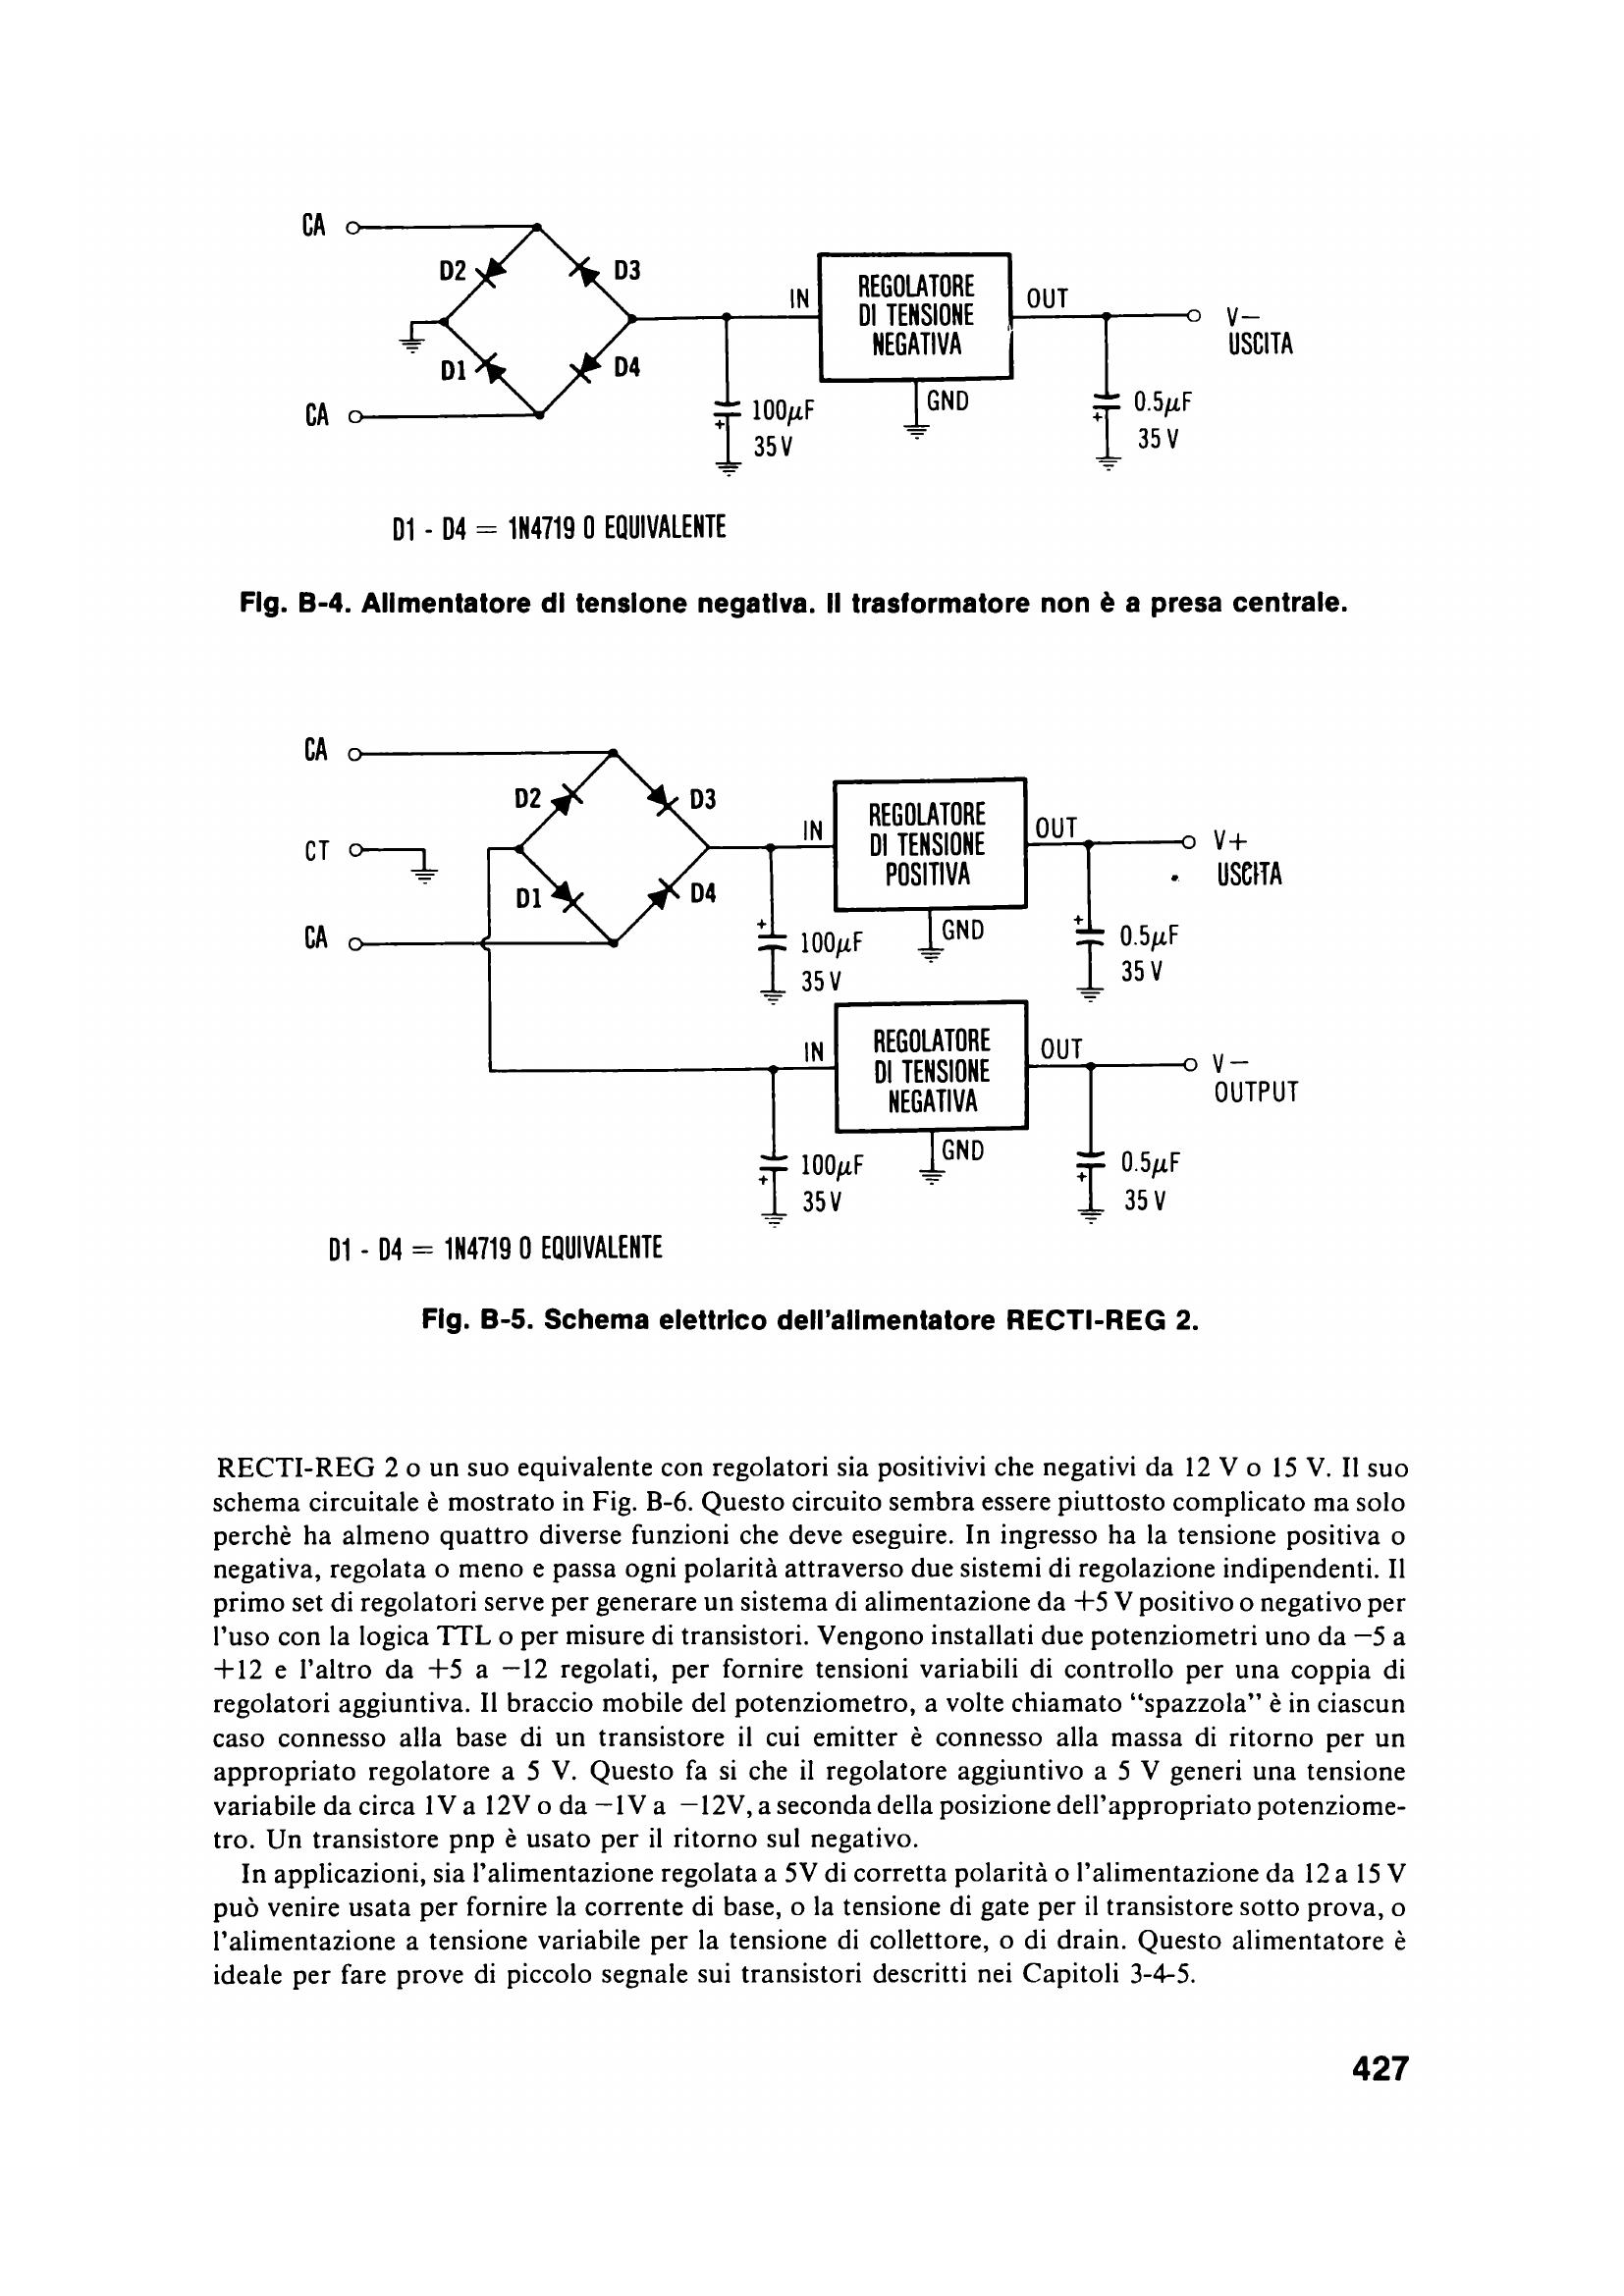 CA
D2
D3
D1
D4
CA
IN
REGOLATORE
DI TENSIONE
NEGATIVA
OUT
V−
USCITA
GND
+
100μF
35 V
+
0.5μF
35 V
D1 - D4 = 1N4719 O EQUIVALENTE
Fig. B-4. Alimentatore di tensione negativa. Il trasformatore non è a presa centrale.
CA
D2
D3
CT
D1
D4
CA
IN
REGOLATORE
DI TENSIONE
POSITIVA
OUT
V+
USCITA
GND
+
100μF
35 V
+
0.5μF
35 V
IN
REGOLATORE
DI TENSIONE
NEGATIVA
OUT
V−
OUTPUT
GND
+
100μF
35 V
+
0.5μF
35 V
D1 - D4 = 1N4719 O EQUIVALENTE
Fig. B-5. Schema elettrico dell'alimentatore RECTI-REG 2.
RECTI-REG 2 o un suo equivalente con regolatori sia positivivi che negativi da 12 V o 15 V. Il suo
schema circuitale è mostrato in Fig. B-6. Questo circuito sembra essere piuttosto complicato ma solo
perchè ha almeno quattro diverse funzioni che deve eseguire. In ingresso ha la tensione positiva o
negativa, regolata o meno e passa ogni polarità attraverso due sistemi di regolazione indipendenti. Il
primo set di regolatori serve per generare un sistema di alimentazione da +5 V positivo o negativo per
l'uso con la logica TTL o per misure di transistori. Vengono installati due potenziometri uno da −5 a
+12 e l'altro da +5 a −12 regolati, per fornire tensioni variabili di controllo per una coppia di
regolatori aggiuntiva. Il braccio mobile del potenziometro, a volte chiamato “spazzola” è in ciascun
caso connesso alla base di un transistore il cui emitter è connesso alla massa di ritorno per un
appropriato regolatore a 5 V. Questo fa si che il regolatore aggiuntivo a 5 V generi una tensione
variabile da circa 1V a 12V o da −1V a −12V, a seconda della posizione dell'appropriato potenziome-
tro. Un transistore pnp è usato per il ritorno sul negativo.
In applicazioni, sia l'alimentazione regolata a 5V di corretta polarità o l'alimentazione da 12 a 15 V
può venire usata per fornire la corrente di base, o la tensione di gate per il transistore sotto prova, o
l'alimentazione a tensione variabile per la tensione di collettore, o di drain. Questo alimentatore è
ideale per fare prove di piccolo segnale sui transistori descritti nei Capitoli 3-4-5.
427